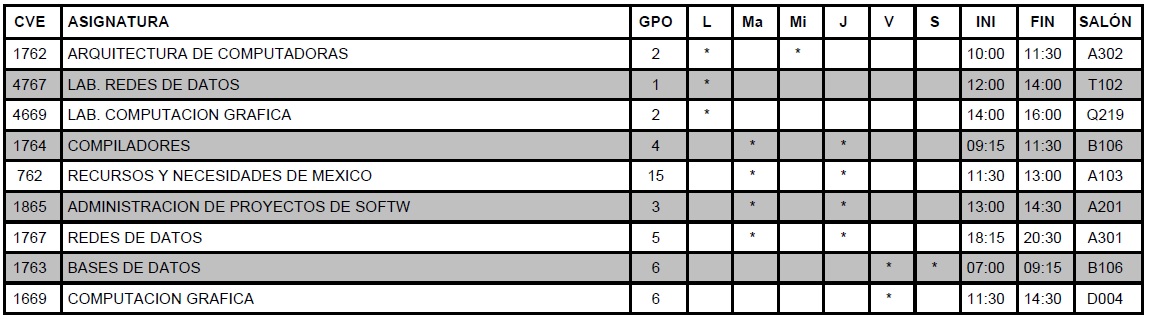 CVE ASIGNATURA GPO L Ma Mi J V S INI FIN SALÓN
1762 ARQUITECTURA DE COMPUTADORAS 2 * * 10:00 11:30 A302
4767 LAB. REDES DE DATOS 1 * 12:00 14:00 T102
4669 LAB. COMPUTACION GRAFICA 2 * 14:00 16:00 Q219
1764 COMPILADORES 4 * * 09:15 11:30 B106
762 RECURSOS Y NECESIDADES DE MEXICO 15 * * 11:30 13:00 A103
1865 ADMINISTRACION DE PROYECTOS DE SOFTW 3 * * 13:00 14:30 A201
1767 REDES DE DATOS 5 * * 18:15 20:30 A301
1763 BASES DE DATOS 6 * * 07:00 09:15 B106
1669 COMPUTACION GRAFICA 6 * 11:30 14:30 D004